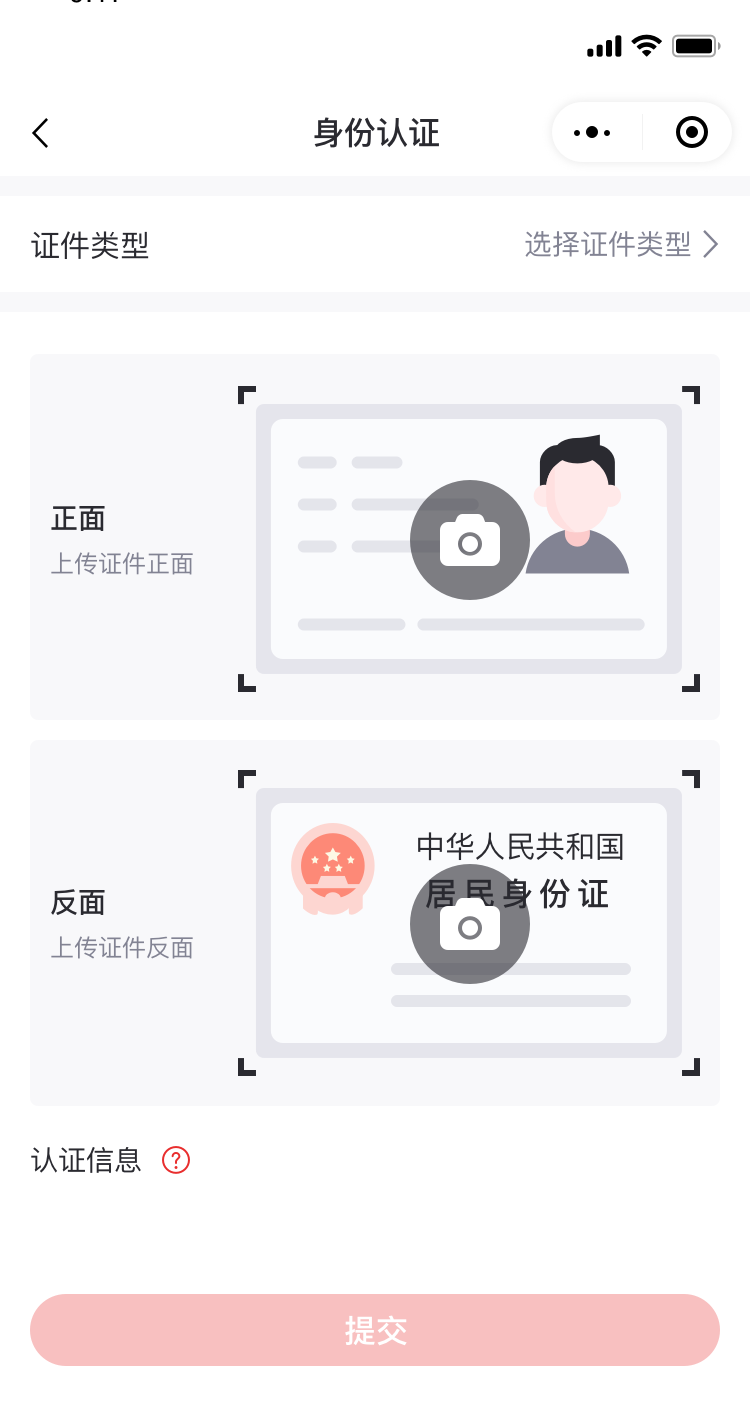 身份认证
证件类型
选择证件类型
正面
上传证件正面
中华人民共和国
居民身份证
反面
上传证件反面
认证信息 ?
提交